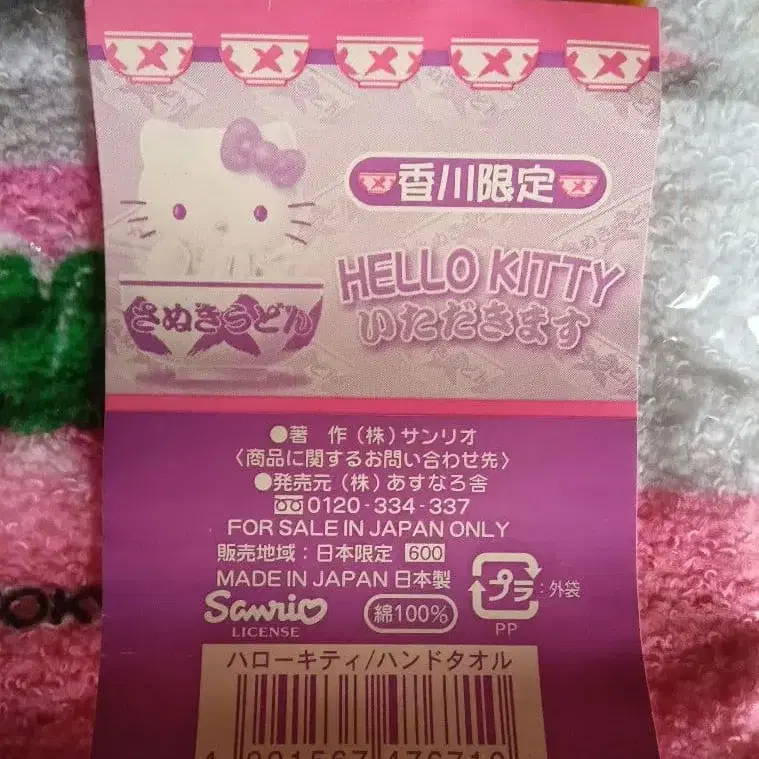 香川限定
HELLO KITTY
いただきます
さぬきうどん
●著 作(株)サンリオ
〈商品に関するお問い合わせ先〉
●発売元(株)あすなろ舎
0120-334-337
FOR SALE IN JAPAN ONLY
販売地域:日本限定 600
MADE IN JAPAN 日本製
Sanrio
LICENSE
綿100%
プラ:外袋
PP
ハローキティ/ハンドタオル